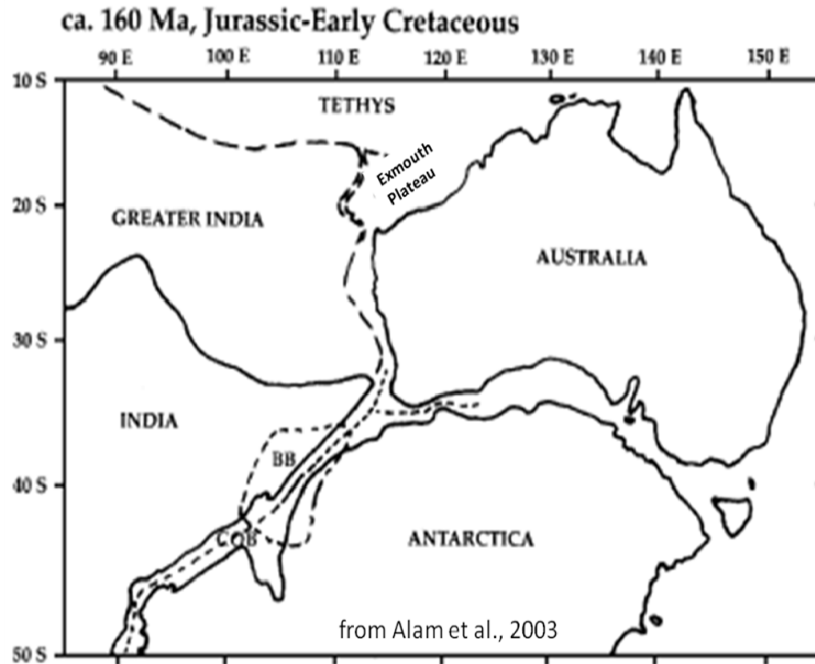 ca. 160 Ma, Jurassic-Early Cretaceous
90 E 100 E 110 E 120 E 130 E 140 E 150 E
10 S
TETHYS
Exmouth
Plateau
20 S
GREATER INDIA
AUSTRALIA
30 S
INDIA
BB
40 S
COB
ANTARCTICA
from Alam et al., 2003
50 S